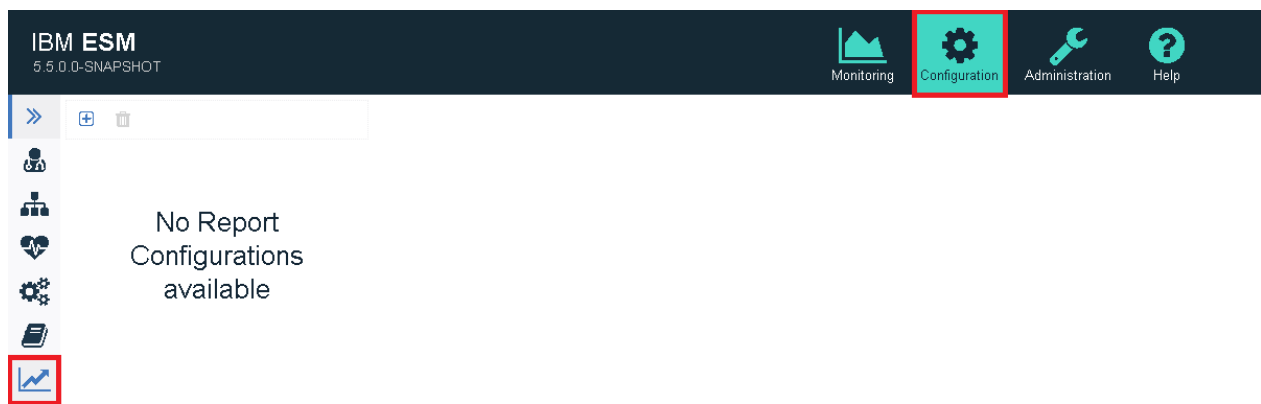 IBM ESM
5.5.0.0-SNAPSHOT
Monitoring
Configuration
Administration
Help
No Report
Configurations
available